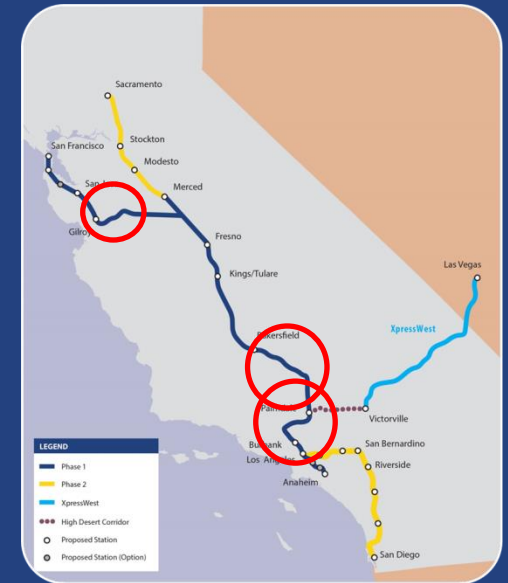 Sacramento
San Francisco
Stockton
Modesto
San
Merced
Gilroy
Fresno
Kings/Tulare
Las Vegas
XpressWest
Bakersfield
Victorville
Burbank
San Bernardino
Los Angeles
Riverside
Anaheim
San Diego
LEGEND
Phase 1
Phase 2
XpressWest
High Desert Corridor
Proposed Station
Proposed Station (Option)